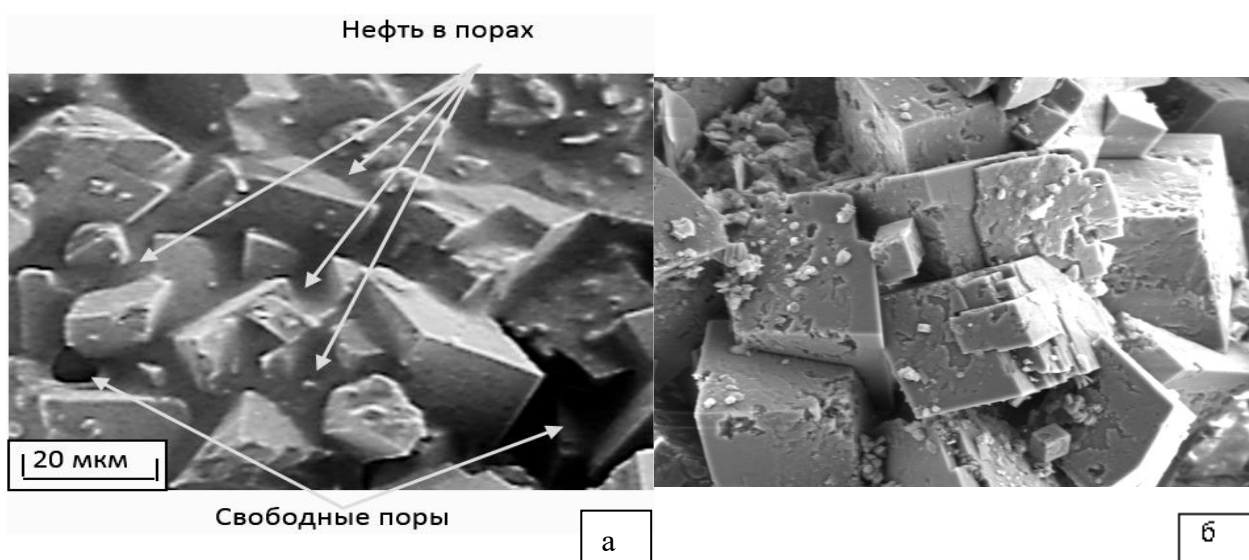 Нефть в порах
20 мкм
Свободные поры
а
б